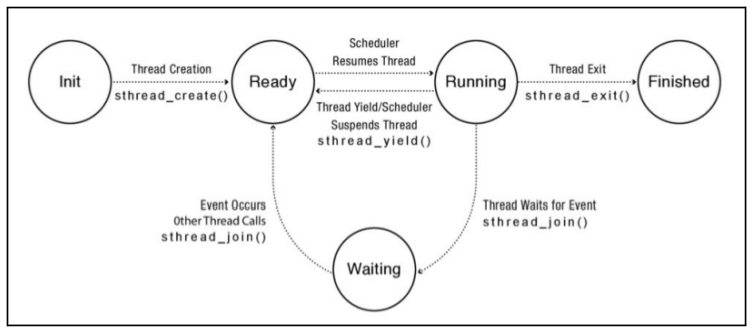 Init
Thread Creation
sthread_create()
Ready
Scheduler
Resumes Thread
Thread Yield/Scheduler
Suspends Thread
sthread_yield()
Running
Thread Exit
sthread_exit()
Finished
Event Occurs
Other Thread Calls
sthread_join()
Thread Waits for Event
sthread_join()
Waiting